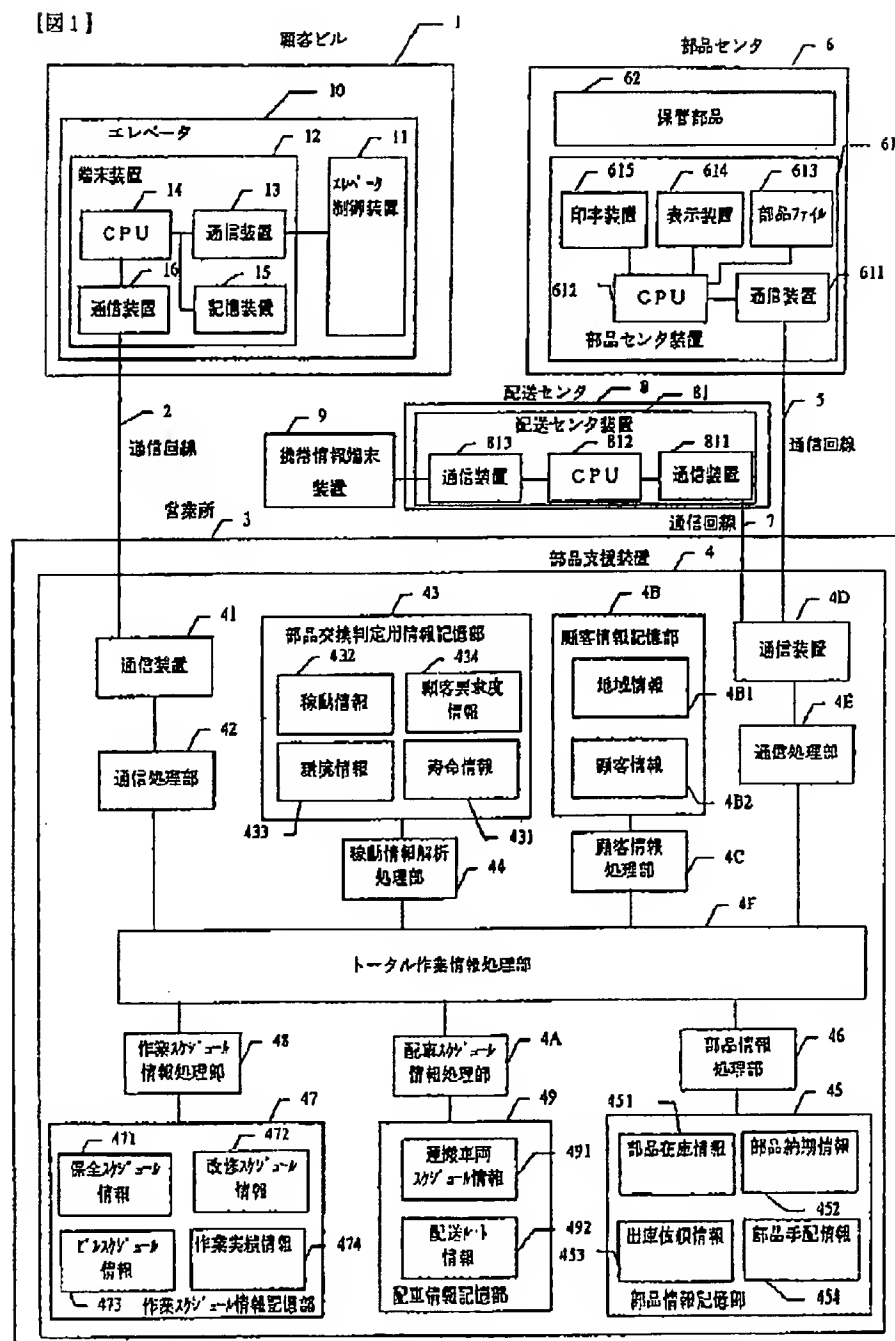 【図1】
顧客ビル
1
10
エレベータ
12
端末装置
14
CPU
13
通信装置
11
エレベータ
制御装置
16
通信装置
15
記憶装置
部品センタ
6
62
保管部品
61
615
印字装置
614
表示装置
613
部品ファイル
612
CPU
通信装置
611
部品センタ装置
2
通信回線
5
通信回線
配送センタ
8
配送センタ装置
81
9
携帯情報端末
装置
813
通信装置
812
CPU
811
通信装置
通信回線
7
営業所
3
部品支援装置
4
41
通信装置
42
通信処理部
43
部品交換判定用情報記憶部
432
稼動情報
434
顧客要求度
情報
環境情報
433
寿命情報
431
稼動情報解析
処理部
44
4B
顧客情報記憶部
地域情報
4B1
顧客情報
4B2
顧客情報
処理部
4C
4D
通信装置
4E
通信処理部
4F
トータル作業情報処理部
作業スケジュール
情報処理部
48
配車スケジュール
情報処理部
4A
部品情報
処理部
46
47
471
保全スケジュール
情報
472
改修スケジュール
情報
ビルスケジュール
情報
473
作業実績情報
474
作業スケジュール情報記憶部
49
運搬車両
スケジュール情報
491
配送ルート
情報
492
配車情報記憶部
45
451
部品在庫情報
部品納期情報
452
453
出庫依頼情報
部品手配情報
454
部品情報記憶部